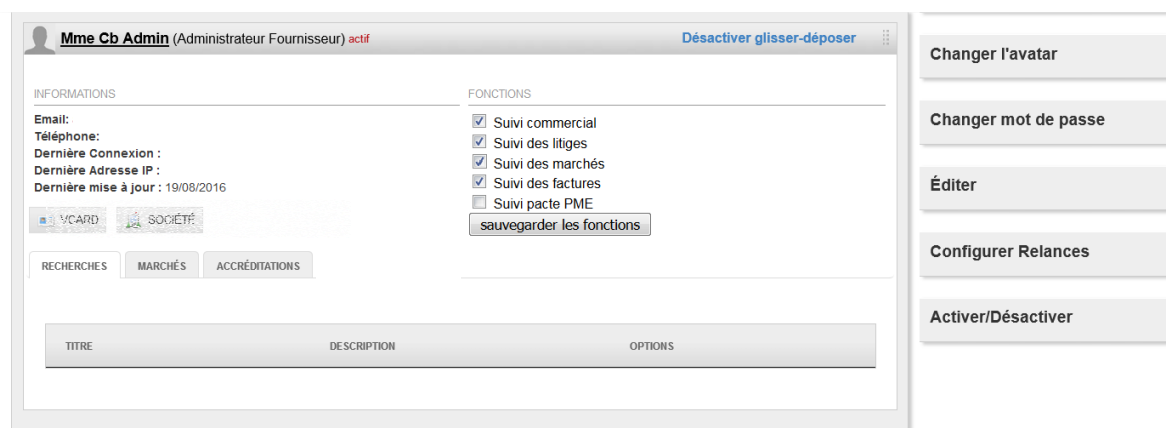 Mme Cb Admin (Administrateur Fournisseur) actif
Désactiver glisser-déposer
INFORMATIONS
Email:
Téléphone:
Dernière Connexion :
Dernière Adresse IP :
Dernière mise à jour : 19/08/2016
VCARD
SOCIÉTÉ
FONCTIONS
Suivi commercial
Suivi des litiges
Suivi des marchés
Suivi des factures
Suivi pacte PME
sauvegarder les fonctions
RECHERCHES
MARCHÉS
ACCRÉDITATIONS
TITRE
DESCRIPTION
OPTIONS
Changer l'avatar
Changer mot de passe
Éditer
Configurer Relances
Activer/Désactiver